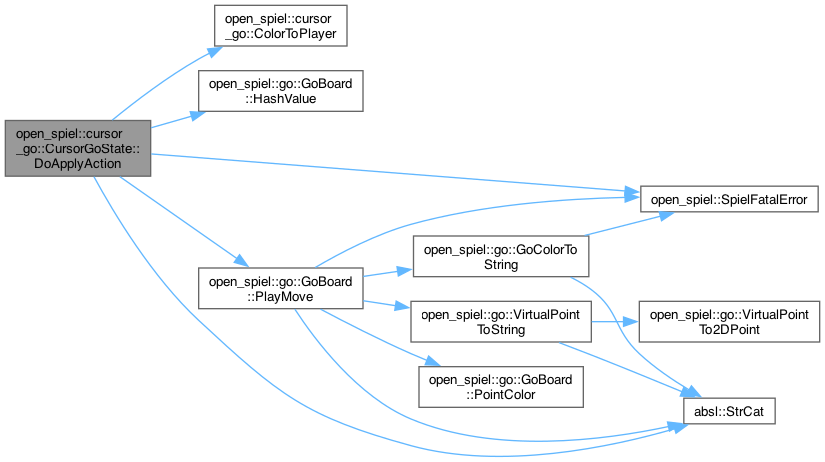 open_spiel::cursor
_go::ColorToPlayer
open_spiel::go::GoBoard
::HashValue
open_spiel::cursor
_go::CursorGoState::
DoApplyAction
open_spiel::SpielFatalError
open_spiel::go::GoColorTo
String
open_spiel::go::GoBoard
::PlayMove
open_spiel::go::VirtualPoint
ToString
open_spiel::go::VirtualPoint
To2DPoint
open_spiel::go::GoBoard
::PointColor
absl::StrCat